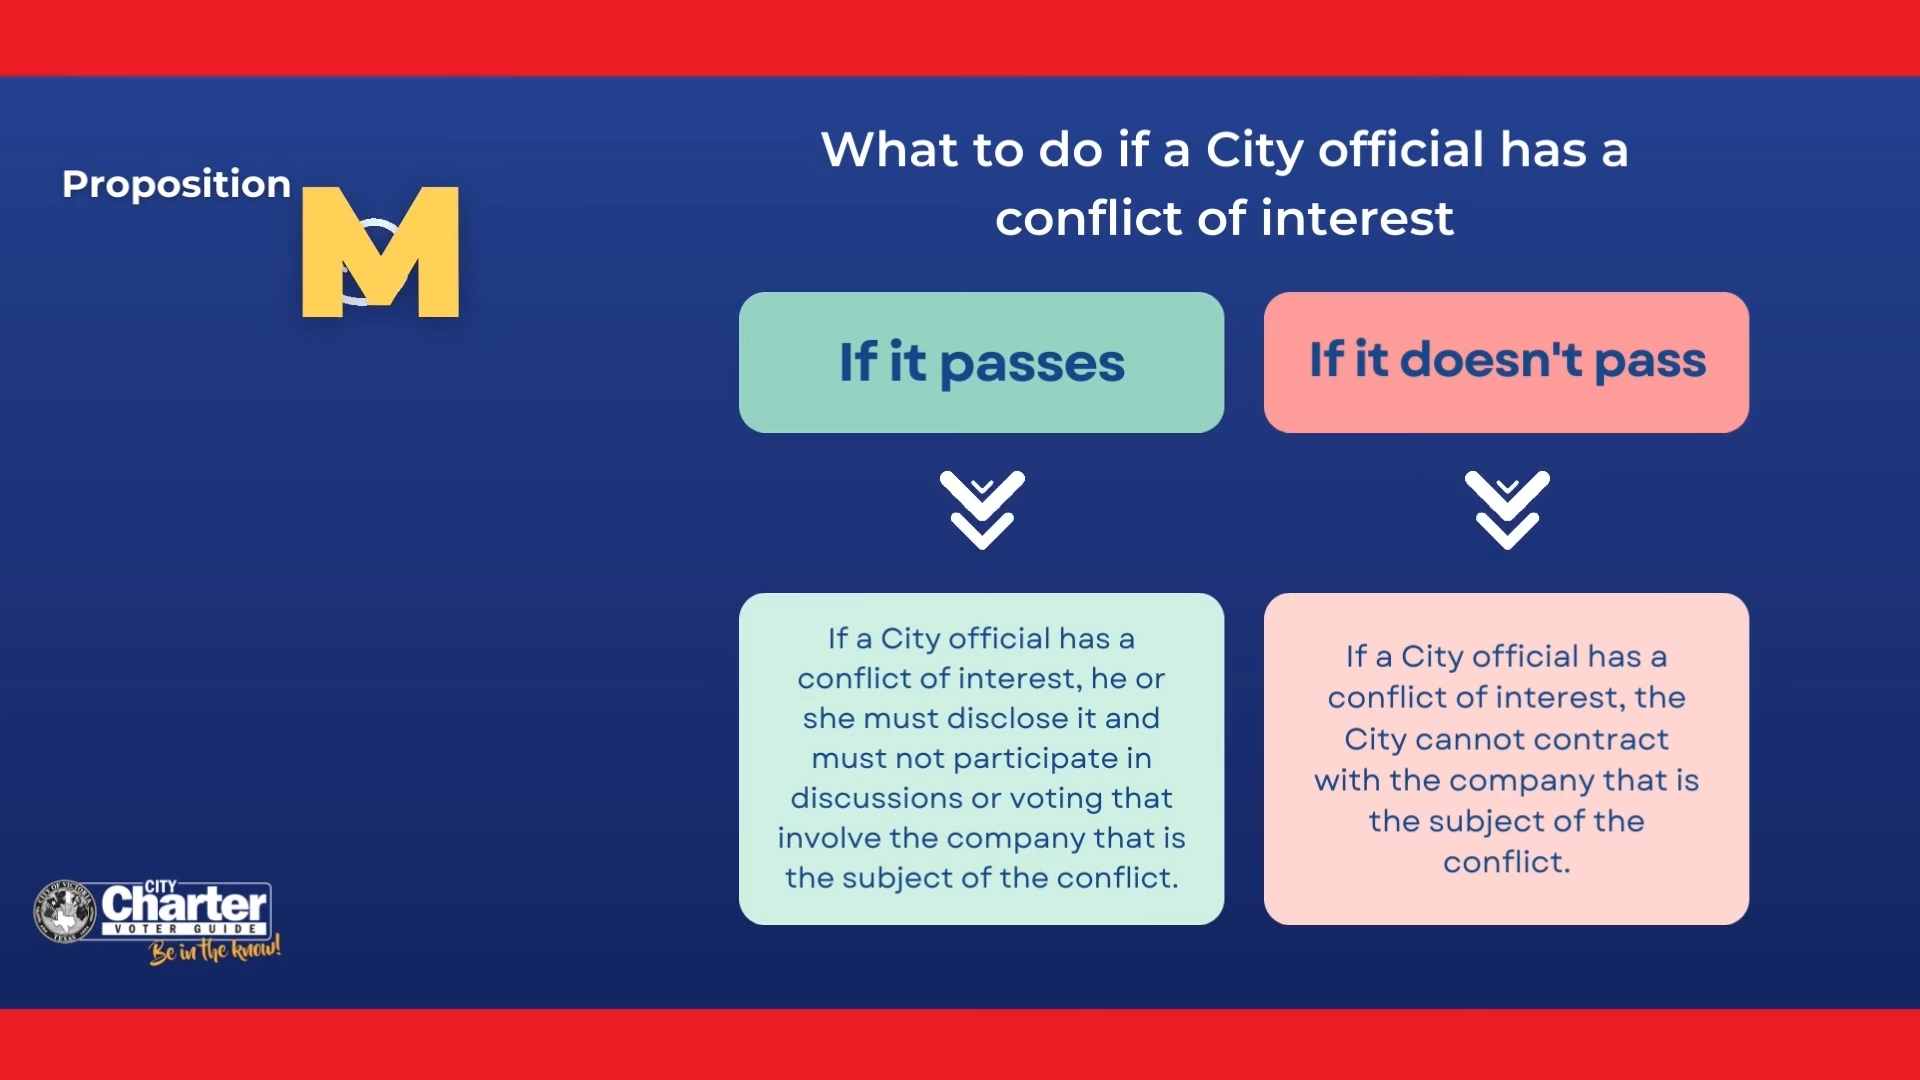 Proposition
M
What to do if a City official has a
conflict of interest
If it passes
If it doesn't pass
If a City official has a
conflict of interest, he or
she must disclose it and
must not participate in
discussions or voting that
involve the company that is
the subject of the conflict.
If a City official has a
conflict of interest, the
City cannot contract
with the company that is
the subject of the
conflict.
CITY OF VICTORIA
TEXAS
CITY
Charter
VOTER GUIDE
Be in the know!